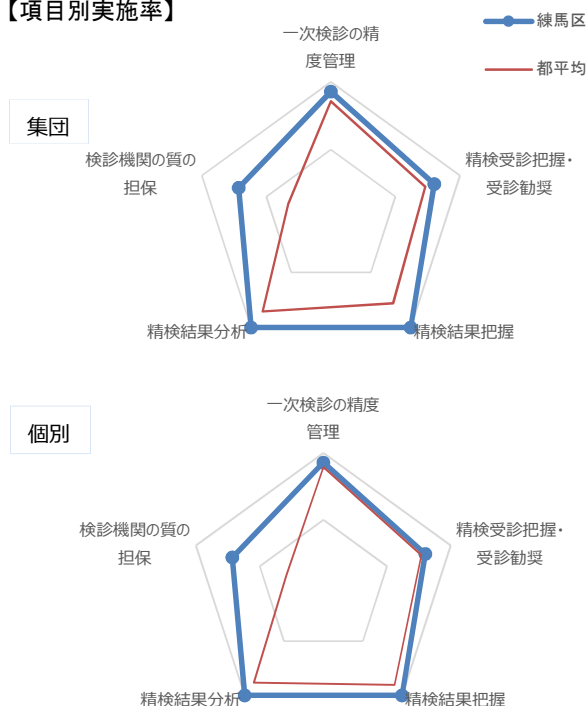 【項目別実施率】
練馬区
都平均
集団
一次検診の精
度管理
精検受診把握・
受診勧奨
精検結果把握
精検結果分析
検診機関の質の
担保
個別
一次検診の精度
管理
精検受診把握・
受診勧奨
精検結果把握
精検結果分析
検診機関の質の
担保